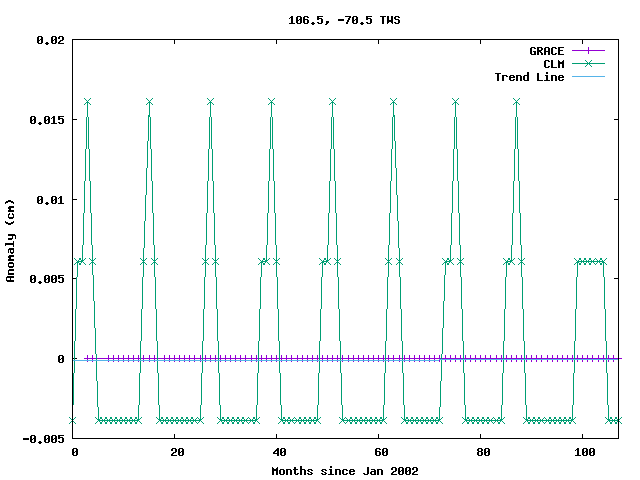 106.5, -70.5 TWS
GRACE
CLM
Trend Line
0.02
0.015
0.01
0.005
0
-0.005
Anomaly (cm)
0 20 40 60 80 100
Months since Jan 2002